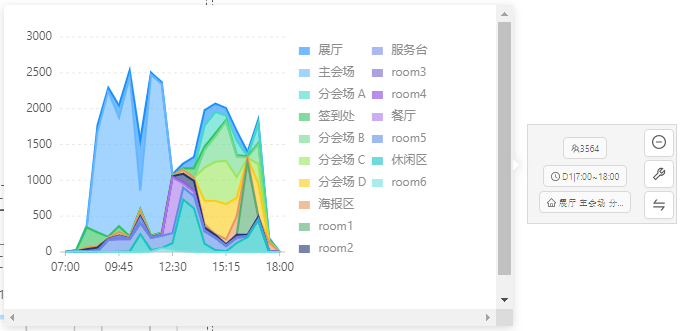 3000
2500
2000
1500
1000
500
0
07:00 09:45 12:30 15:15 18:00
展厅 服务台
主会场 room3
分会场 A room4
签到处 餐厅
分会场 B room5
分会场 C 休闲区
分会场 D room6
海报区
room1
room2
3564
D1|7:00~18:00
展厅 主会场 分...